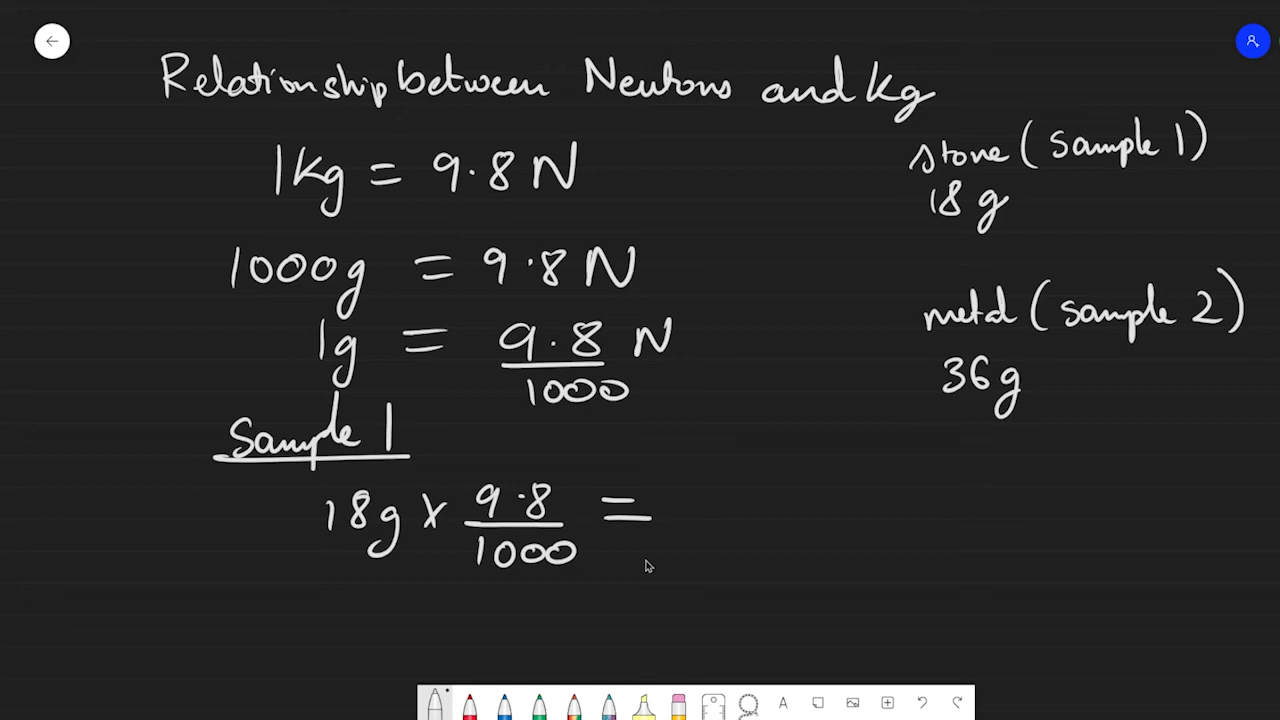 Relationship between Neutons and Kg
1Kg = 9.8 N
1000g = 9.8 N
1g = 9.8 N
1000
Sample 1
18g x 9.8 =
1000
stone (sample 1)
18 g
metal (sample 2)
36 g
A